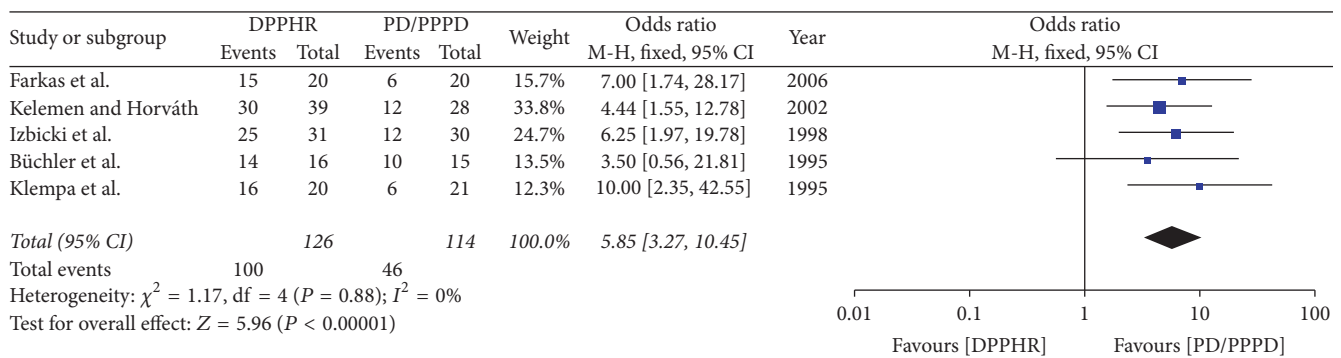 Study or subgroup DPPHR PD/PPPD Weight Odds ratio Year Odds ratio
Events Total Events Total M-H, fixed, 95% CI M-H, fixed, 95% CI
Farkas et al. 15 20 6 20 15.7% 7.00 [1.74, 28.17] 2006
Kelemen and Horváth 30 39 12 28 33.8% 4.44 [1.55, 12.78] 2002
Izbicki et al. 25 31 12 30 24.7% 6.25 [1.97, 19.78] 1998
Büchler et al. 14 16 10 15 13.5% 3.50 [0.56, 21.81] 1995
Klempa et al. 16 20 6 21 12.3% 10.00 [2.35, 42.55] 1995
Total (95% CI) 126 114 100.0% 5.85 [3.27, 10.45]
Total events 100 46
Heterogeneity: χ² = 1.17, df = 4 (P = 0.88); I² = 0%
Test for overall effect: Z = 5.96 (P < 0.00001)
0.01 0.1 1 10 100
Favours [DPPHR] Favours [PD/PPPD]